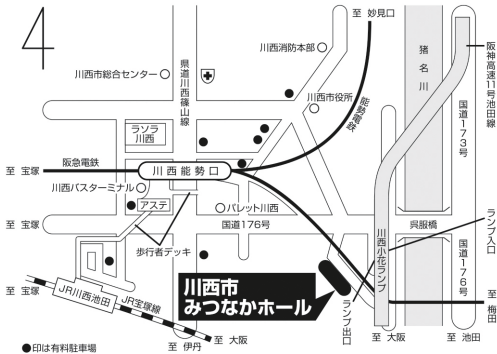 至 妙見口
川西消防本部
県道川西篠山線
川西市総合センター
猪名川
阪神高速11号池田線
川西市役所
能勢電鉄
国道173号
ラソラ
川西
阪急電鉄
至 宝塚
川西能勢口
川西バスターミナル
アステ
パレット川西
至 宝塚
国道176号
呉服橋
ランプ入口
歩行者デッキ
川西小花ランプ
国道176号
川西市
みつなかホール
ランプ出口
至 宝塚
JR川西池田
JR宝塚線
至 梅田
至 伊丹
至 大阪
至 大阪
至 池田
●印は有料駐車場